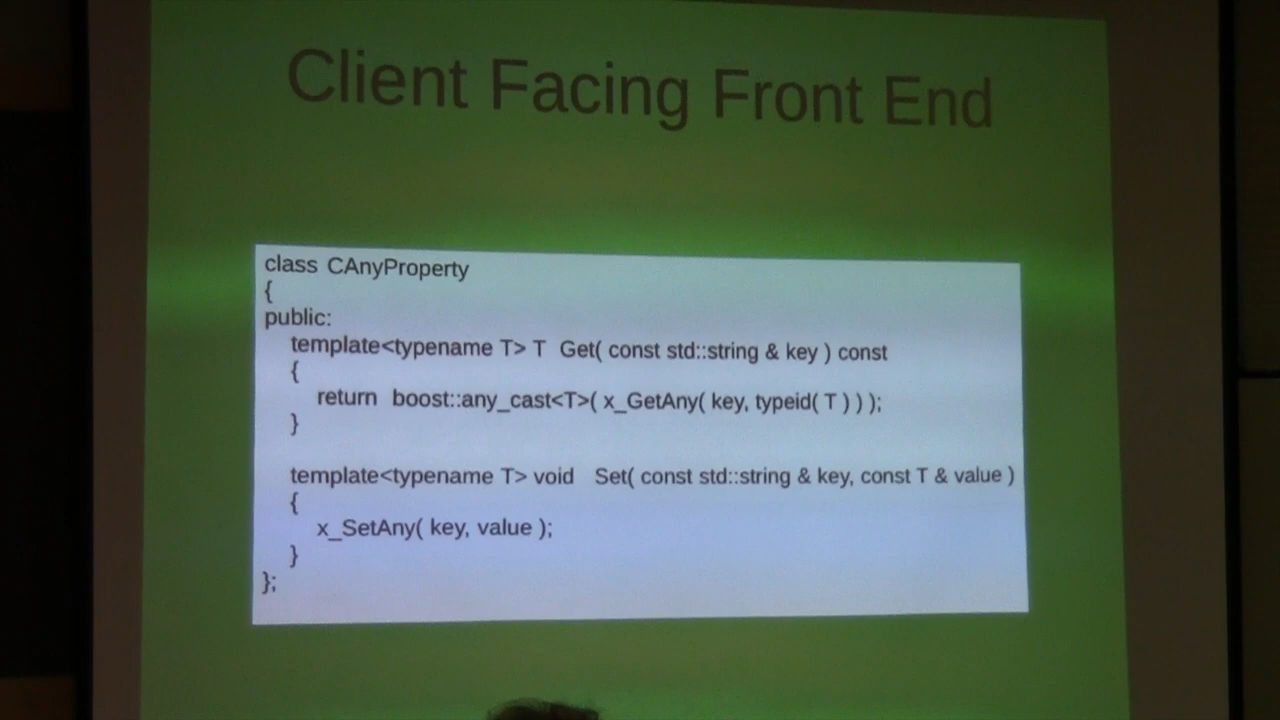 Client Facing Front End
class CAnyProperty
{
public:
template<typename T> T Get( const std::string & key ) const
{
return boost::any_cast<T>( x_GetAny( key, typeid( T ) ) );
}
template<typename T> void Set( const std::string & key, const T & value )
{
x_SetAny( key, value );
}
};